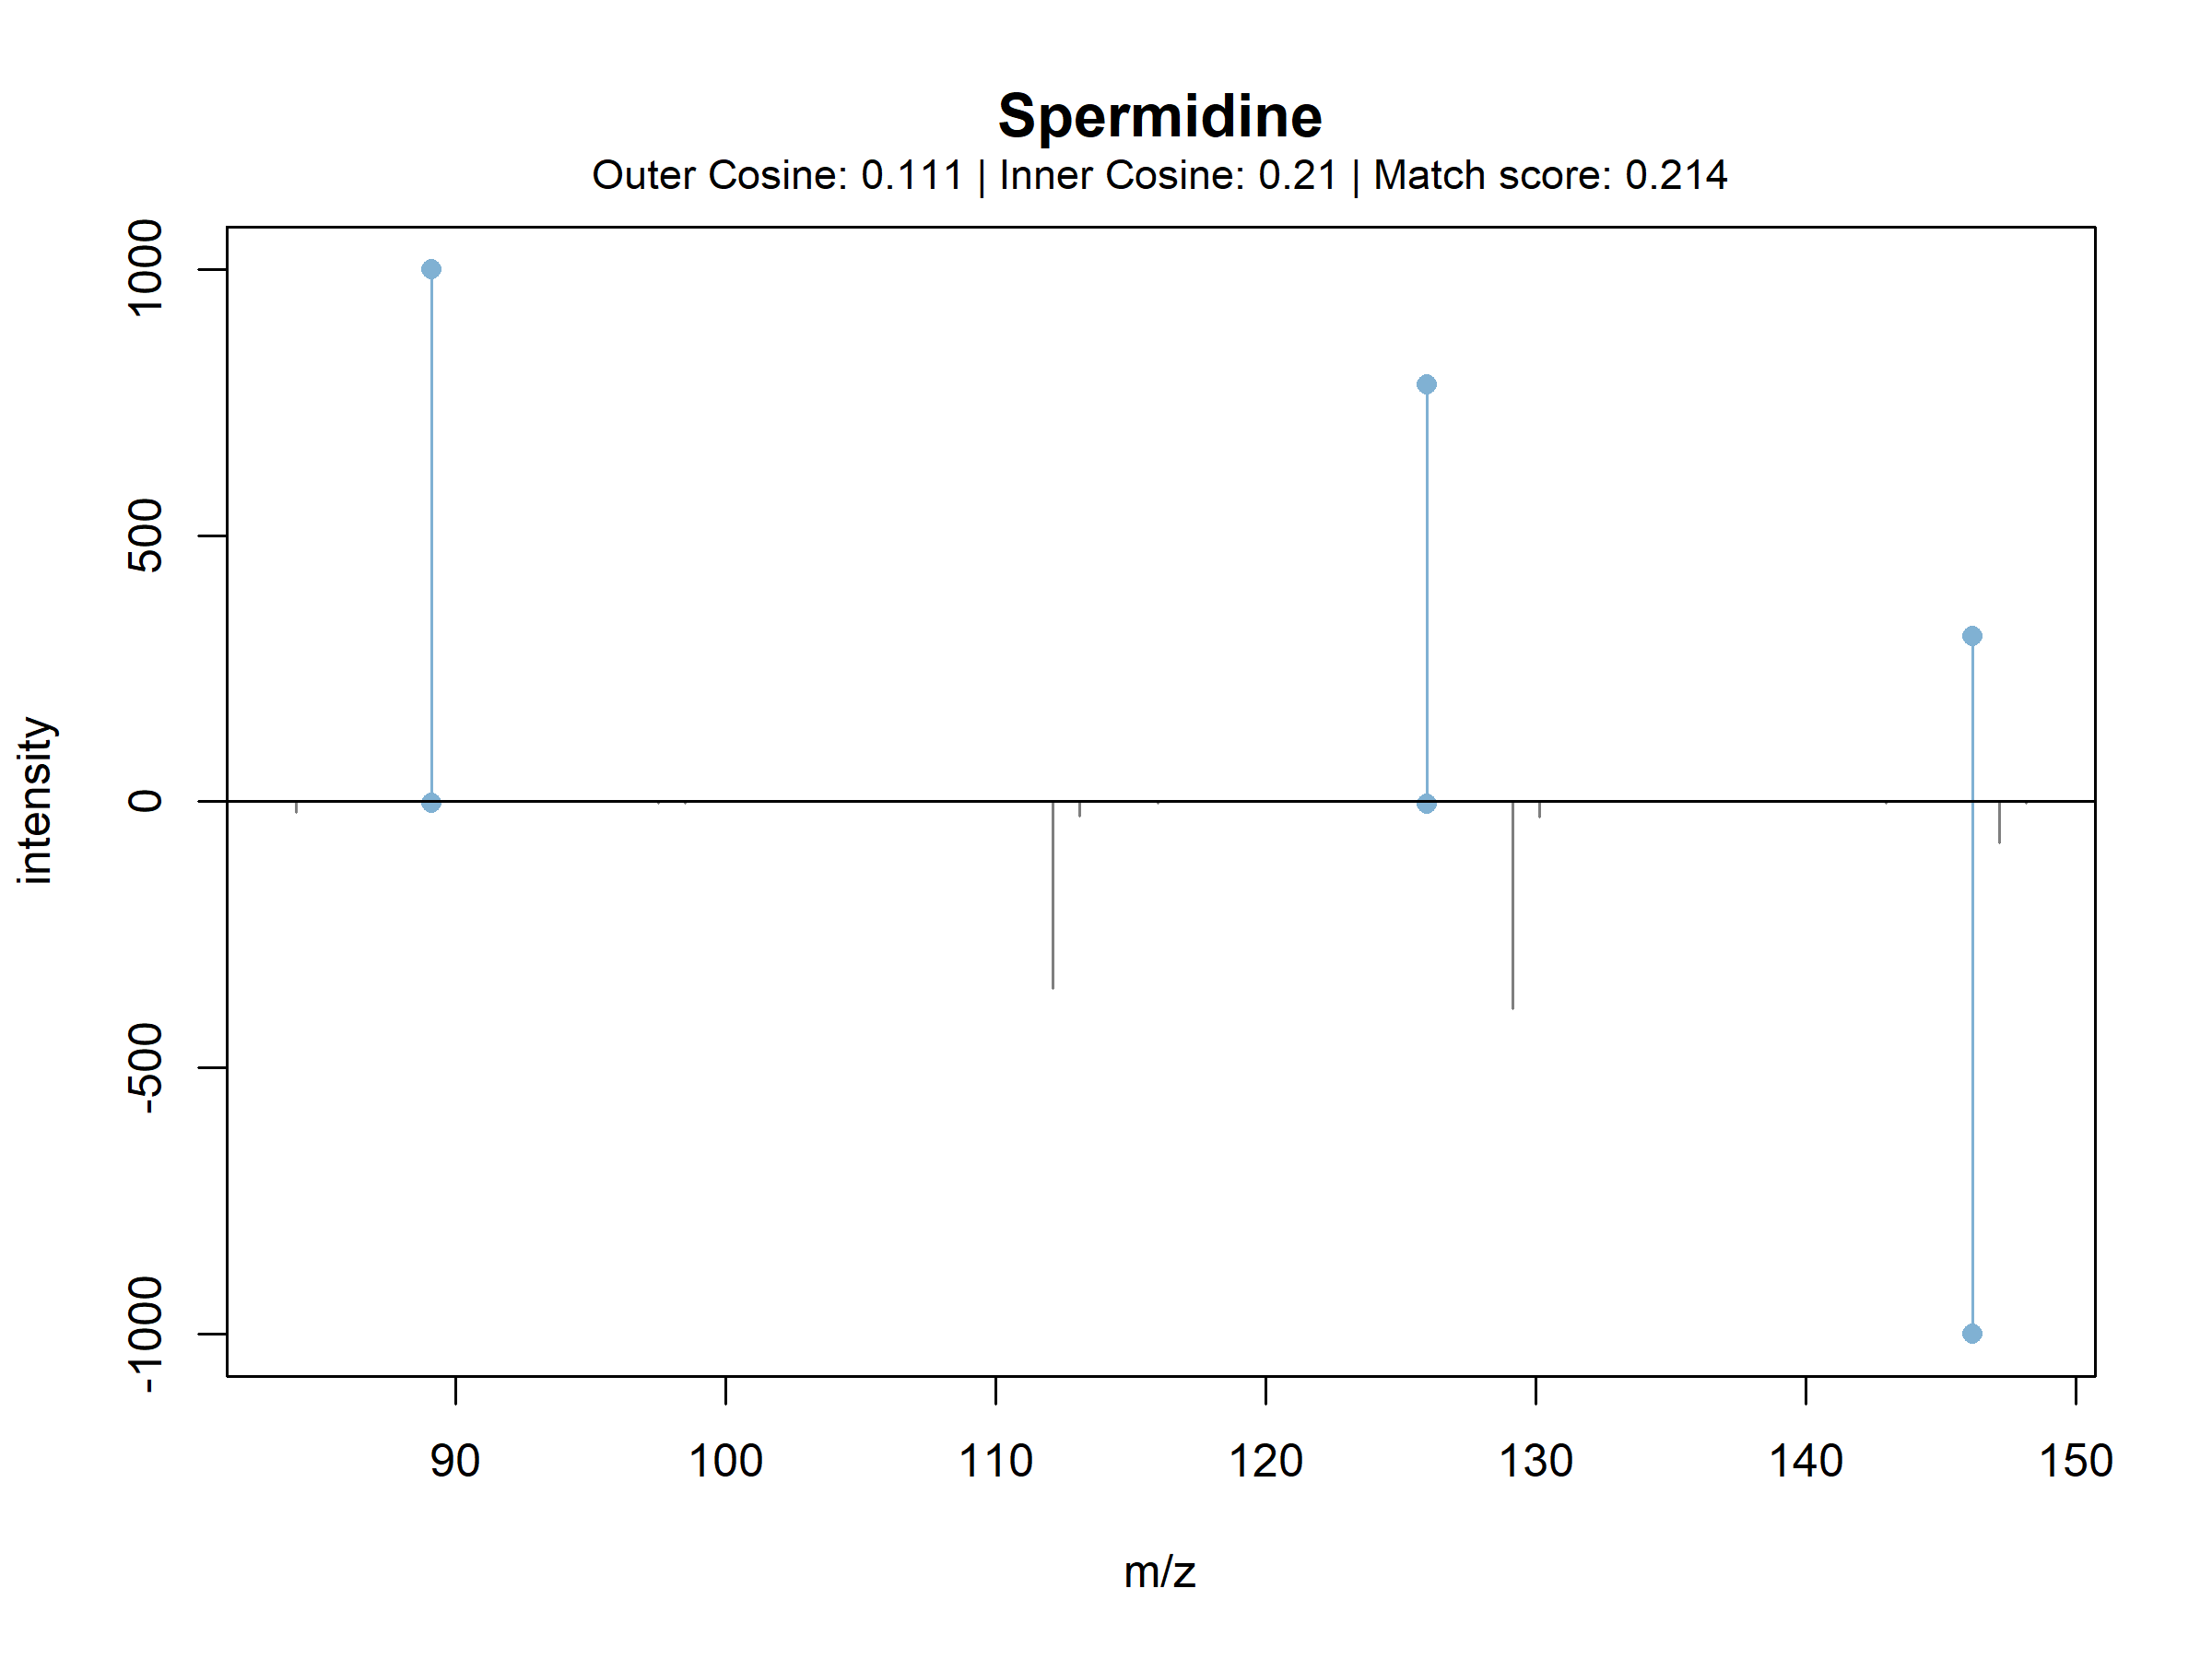 Spermidine
Outer Cosine: 0.111 | Inner Cosine: 0.21 | Match score: 0.214
1000
500
0
-500
-1000
intensity
90 100 110 120 130 140 150
m/z